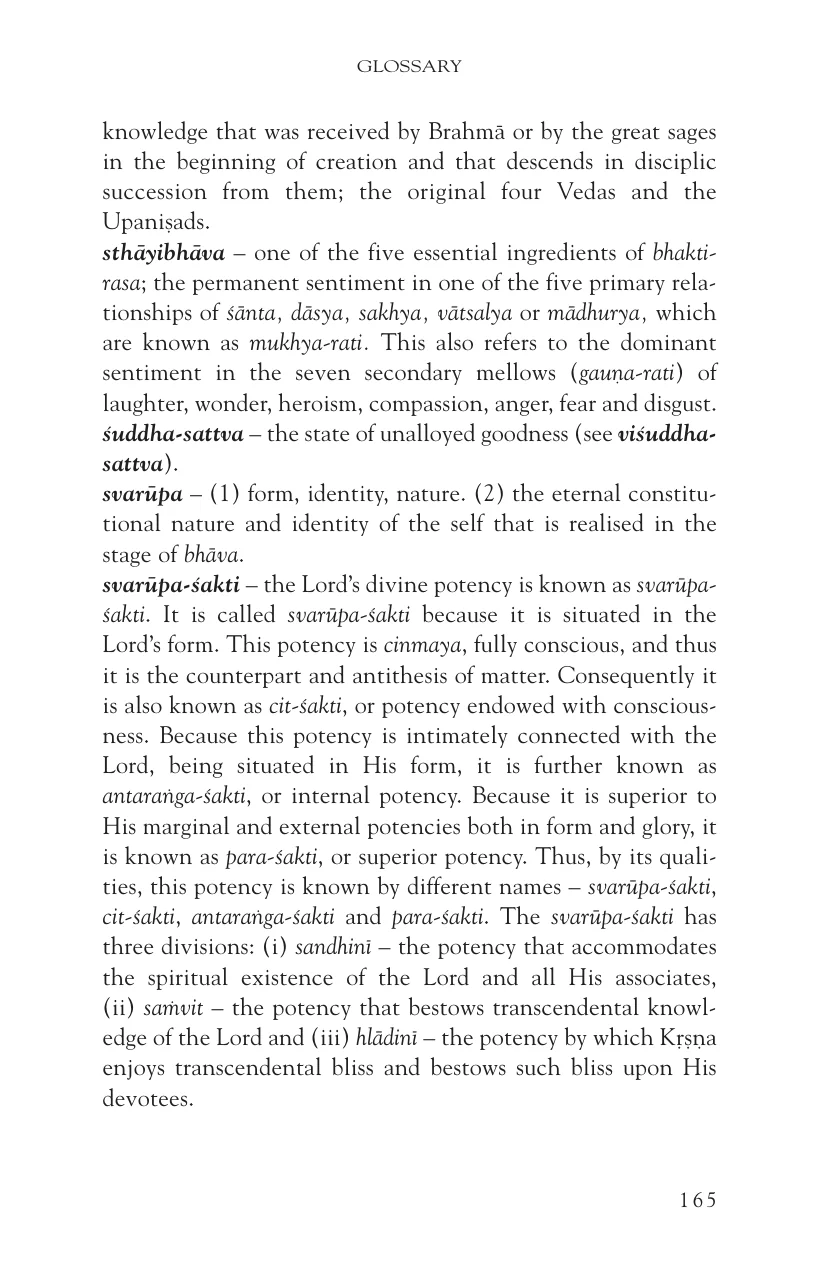 GLOSSARY
knowledge that was received by Brahmā or by the great sages
in the beginning of creation and that descends in disciplic
succession from them; the original four Vedas and the
Upaniṣads.
sthāyibhāva – one of the five essential ingredients of bhakti-
rasa; the permanent sentiment in one of the five primary rela-
tionships of śānta, dāsya, sakhya, vātsalya or mādhurya, which
are known as mukhya-rati. This also refers to the dominant
sentiment in the seven secondary mellows (gauṇa-rati) of
laughter, wonder, heroism, compassion, anger, fear and disgust.
śuddha-sattva – the state of unalloyed goodness (see viśuddha-
sattva).
svarūpa – (1) form, identity, nature. (2) the eternal constitu-
tional nature and identity of the self that is realised in the
stage of bhāva.
svarūpa-śakti – the Lord’s divine potency is known as svarūpa-
śakti. It is called svarūpa-śakti because it is situated in the
Lord’s form. This potency is cinmaya, fully conscious, and thus
it is the counterpart and antithesis of matter. Consequently it
is also known as cit-śakti, or potency endowed with conscious-
ness. Because this potency is intimately connected with the
Lord, being situated in His form, it is further known as
antaraṅga-śakti, or internal potency. Because it is superior to
His marginal and external potencies both in form and glory, it
is known as para-śakti, or superior potency. Thus, by its quali-
ties, this potency is known by different names – svarūpa-śakti,
cit-śakti, antaraṅga-śakti and para-śakti. The svarūpa-śakti has
three divisions: (i) sandhinī – the potency that accommodates
the spiritual existence of the Lord and all His associates,
(ii) saṁvit – the potency that bestows transcendental knowl-
edge of the Lord and (iii) hlādinī – the potency by which Kṛṣṇa
enjoys transcendental bliss and bestows such bliss upon His
devotees.
165